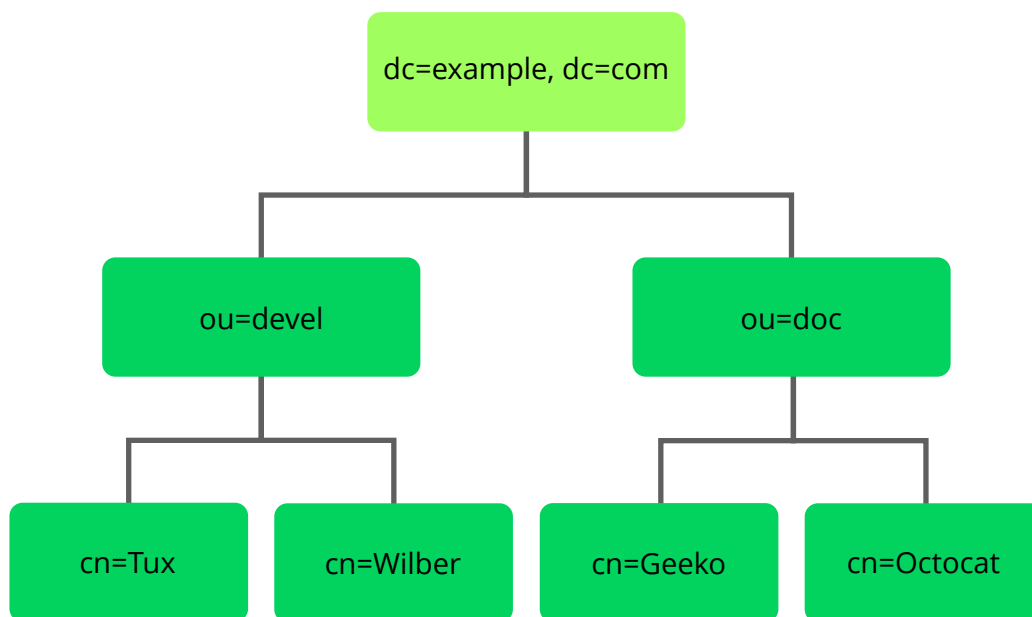 dc=example, dc=com
ou=devel
ou=doc
cn=Tux
cn=Wilber
cn=Geeko
cn=Octocat